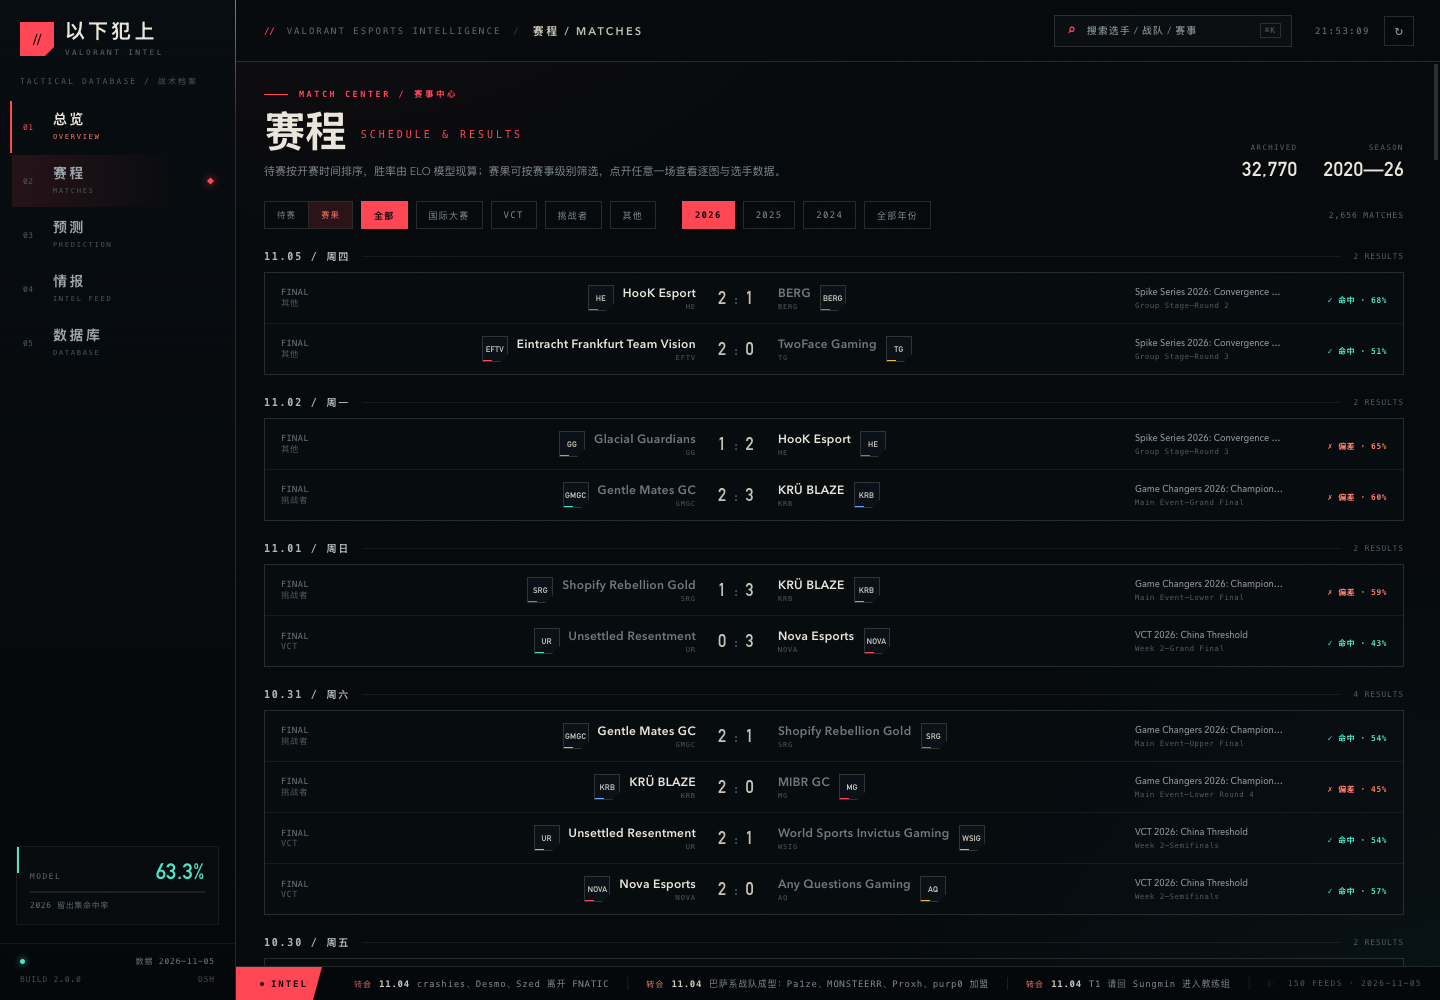 //
以下犯上
VALORANT INTEL
TACTICAL DATABASE / 战术档案
01 总览
OVERVIEW
02 赛程
MATCHES
03 预测
PREDICTION
04 情报
INTEL FEED
05 数据库
DATABASE
MODEL 63.3%
2026 留出集命中率
数据 2026-11-05
BUILD 2.0.0 DSH
// VALORANT ESPORTS INTELLIGENCE / 赛程 / MATCHES
搜索选手 / 战队 / 赛事 ⌘K
21:53:09 ↻
MATCH CENTER / 赛事中心
赛程 SCHEDULE & RESULTS
待赛按开赛时间排序，胜率由 ELO 模型现算；赛果可按赛事级别筛选，点开任意一场查看逐图与选手数据。
ARCHIVED SEASON
32,770 2020—26
待赛 赛果 全部 国际大赛 VCT 挑战者 其他 2026 2025 2024 全部年份 2,656 MATCHES
11.05 / 周四 2 RESULTS
FINAL 其他 HE HooK Esport HE 2 : 1 BERG BERG BERG Spike Series 2026: Convergence … Group Stage–Round 2 ✓ 命中 · 68%
FINAL 其他 EFTV Eintracht Frankfurt Team Vision EFTV 2 : 0 TwoFace Gaming TG TG Spike Series 2026: Convergence … Group Stage–Round 3 ✓ 命中 · 51%
11.02 / 周一 2 RESULTS
FINAL 其他 GG Glacial Guardians GG 1 : 2 HooK Esport HE HE Spike Series 2026: Convergence … Group Stage–Round 3 ✗ 偏差 · 65%
FINAL 挑战者 GMGC Gentle Mates GC GMGC 2 : 3 KRÜ BLAZE KRB KRB Game Changers 2026: Champion… Main Event–Grand Final ✗ 偏差 · 60%
11.01 / 周日 2 RESULTS
FINAL 挑战者 SRG Shopify Rebellion Gold SRG 1 : 3 KRÜ BLAZE KRB KRB Game Changers 2026: Champion… Main Event–Lower Final ✗ 偏差 · 59%
FINAL VCT UR Unsettled Resentment UR 0 : 3 Nova Esports NOVA NOVA VCT 2026: China Threshold Week 2–Grand Final ✓ 命中 · 43%
10.31 / 周六 4 RESULTS
FINAL 挑战者 GMGC Gentle Mates GC GMGC 2 : 1 Shopify Rebellion Gold SRG SRG Game Changers 2026: Champion… Main Event–Upper Final ✓ 命中 · 54%
FINAL 挑战者 KRB KRÜ BLAZE KRB 2 : 0 MIBR GC MG MG Game Changers 2026: Champion… Main Event–Lower Round 4 ✗ 偏差 · 45%
FINAL VCT UR Unsettled Resentment UR 2 : 1 World Sports Invictus Gaming WSIG WSIG VCT 2026: China Threshold Week 2–Semifinals ✓ 命中 · 54%
FINAL VCT NOVA Nova Esports NOVA 2 : 0 Any Questions Gaming AQ AQ VCT 2026: China Threshold Week 2–Semifinals ✓ 命中 · 57%
10.30 / 周五 2 RESULTS
INTEL 转会 11.04 crashies、Desmo、Szed 离开 FNATIC 转会 11.04 巴萨系战队成型：Pa1ze、MONSTEERR、Proxh、purp0 加盟 转会 11.04 T1 请回 Sungmin 进入教练组 150 FEEDS · 2026-11-05